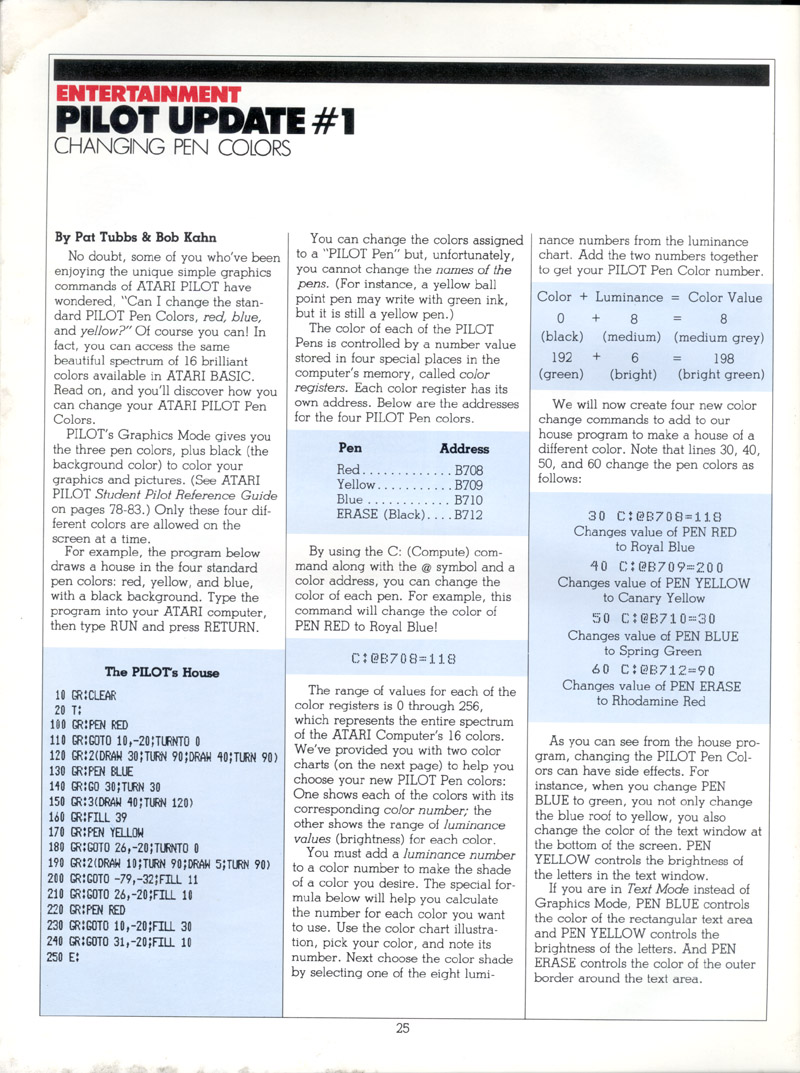 ENTERTAINMENT
PILOT UPDATE #1
CHANGING PEN COLORS
By Pat Tubbs & Bob Kahn
No doubt, some of you who've been
enjoying the unique simple graphics
commands of ATARI PILOT have
wondered, "Can I change the stan-
dard PILOT Pen Colors, red, blue,
and yellow?" Of course you can! In
fact, you can access the same
beautiful spectrum of 16 brilliant
colors available in ATARI BASIC.
Read on, and you'll discover how you
can change your ATARI PILOT Pen
Colors.
PILOT's Graphics Mode gives you
the three pen colors, plus black (the
background color) to color your
graphics and pictures. (See ATARI
PILOT Student Pilot Reference Guide
on pages 78-83.) Only these four dif-
ferent colors are allowed on the
screen at a time.
For example, the program below
draws a house in the four standard
pen colors: red, yellow, and blue,
with a black background. Type the
program into your ATARI computer,
then type RUN and press RETURN.
The PILOT's House
10 GR:CLEAR
20 T:
100 GR:PEN RED
110 GR:GOTO 10,-20;TURNTO 0
120 GR:2(DRAW 30;TURN 90;DRAW 40;TURN 90)
130 GR:PEN BLUE
140 GR:GO 30;TURN 30
150 GR:3(DRAW 40;TURN 120)
160 GR:FILL 39
170 GR:PEN YELLOW
180 GR:GOTO 26,-20;TURNTO 0
190 GR:2(DRAW 10;TURN 90;DRAW 5;TURN 90)
200 GR:GOTO -79,-32;FILL 11
210 GR:GOTO 26,-20;FILL 10
220 GR:PEN RED
230 GR:GOTO 10,-20;FILL 30
240 GR:GOTO 31,-20;FILL 10
250 E:
You can change the colors assigned
to a "PILOT Pen" but, unfortunately,
you cannot change the names of the
pens. (For instance, a yellow ball
point pen may write with green ink,
but it is still a yellow pen.)
The color of each of the PILOT
Pens is controlled by a number value
stored in four special places in the
computer's memory, called color
registers. Each color register has its
own address. Below are the addresses
for the four PILOT Pen colors.
Pen Address
Red............. B708
Yellow........... B709
Blue ............ B710
ERASE (Black).... B712
By using the C: (Compute) com-
mand along with the @ symbol and a
color address, you can change the
color of each pen. For example, this
command will change the color of
PEN RED to Royal Blue!
C:@B708=118
The range of values for each of the
color registers is 0 through 256,
which represents the entire spectrum
of the ATARI Computer's 16 colors.
We've provided you with two color
charts (on the next page) to help you
choose your new PILOT Pen colors:
One shows each of the colors with its
corresponding color number; the
other shows the range of luminance
values (brightness) for each color.
You must add a luminance number
to a color number to make the shade
of a color you desire. The special for-
mula below will help you calculate
the number for each color you want
to use. Use the color chart illustra-
tion, pick your color, and note its
number. Next choose the color shade
by selecting one of the eight lumi-
nance numbers from the luminance
chart. Add the two numbers together
to get your PILOT Pen Color number.
Color + Luminance = Color Value
0 + 8 = 8
(black) (medium) (medium grey)
192 + 6 = 198
(green) (bright) (bright green)
We will now create four new color
change commands to add to our
house program to make a house of a
different color. Note that lines 30, 40,
50, and 60 change the pen colors as
follows:
30 C:@B708=118
Changes value of PEN RED
to Royal Blue
40 C:@B709=200
Changes value of PEN YELLOW
to Canary Yellow
50 C:@B710=30
Changes value of PEN BLUE
to Spring Green
60 C:@B712=90
Changes value of PEN ERASE
to Rhodamine Red
As you can see from the house pro-
gram, changing the PILOT Pen Col-
ors can have side effects. For
instance, when you change PEN
BLUE to green, you not only change
the blue roof to yellow, you also
change the color of the text window at
the bottom of the screen. PEN
YELLOW controls the brightness of
the letters in the text window.
If you are in Text Mode instead of
Graphics Mode, PEN BLUE controls
the color of the rectangular text area
and PEN YELLOW controls the
brightness of the letters. And PEN
ERASE controls the color of the outer
border around the text area.
25